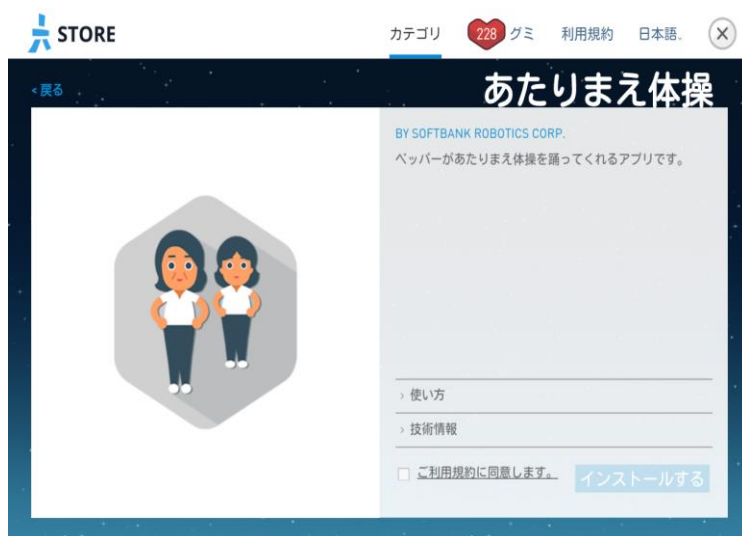 STORE
カテゴリ 228 グミ 利用規約 日本語.
<戻る
あたりまえ体操
BY SOFTBANK ROBOTICS CORP.
ペッパーがあたりまえ体操を踊ってくれるアプリです。
> 使い方
> 技術情報
ご利用規約に同意します。
インストールする